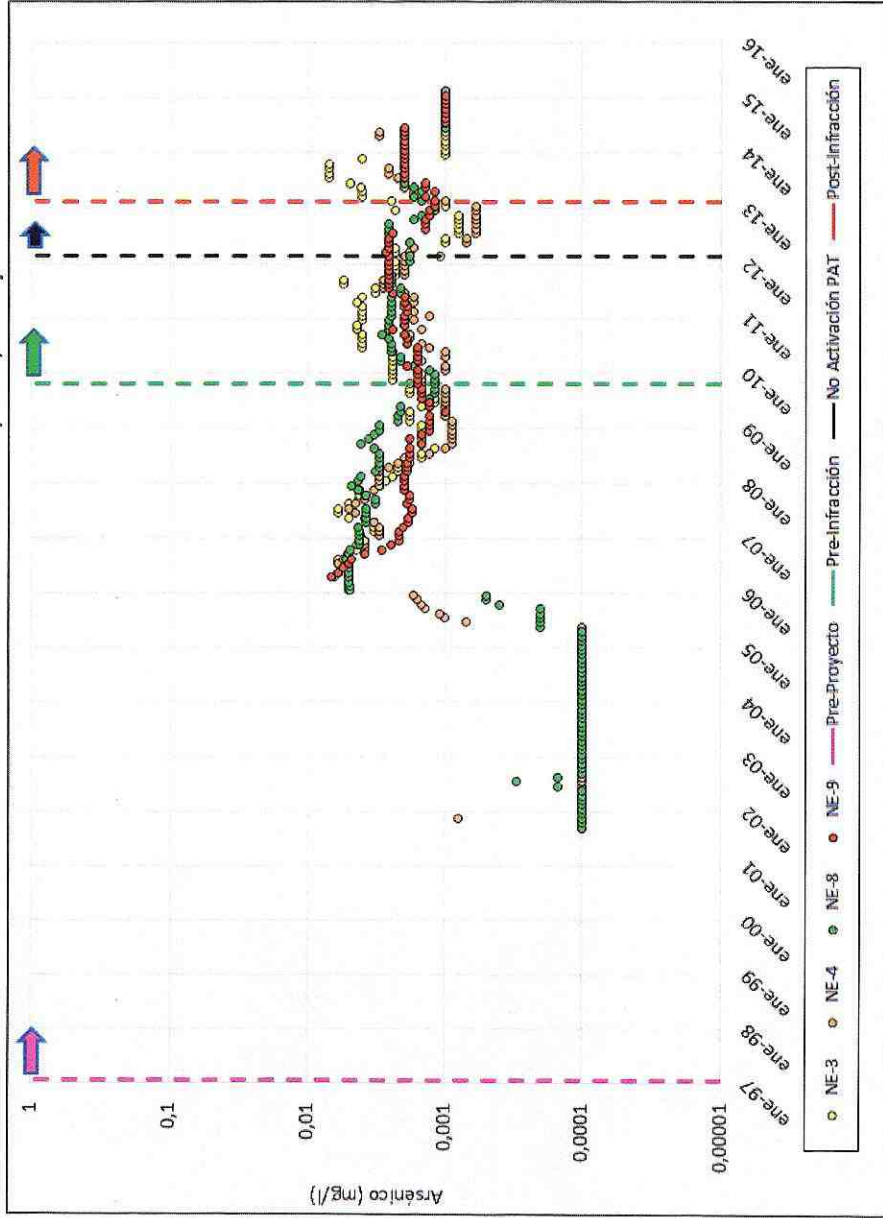 1
0,1
0,01
0,001
0,0001
0,00001
Arsénico (mg/l)
ene-97
ene-98
ene-99
ene-00
ene-01
ene-02
ene-03
ene-04
ene-05
ene-06
ene-07
ene-08
ene-09
ene-10
ene-11
ene-12
ene-13
ene-14
ene-15
ene-16
NE-3
NE-4
NE-8
NE-9
Pre-Proyecto
Pre-Infracción
No Activación PAT
Post-Infracción